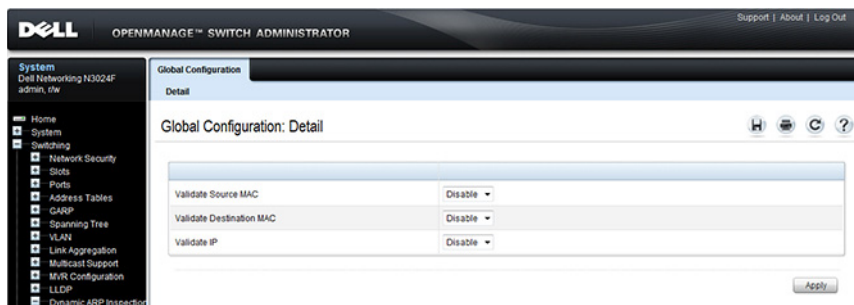 DELL
OPENMANAGE™ SWITCH ADMINISTRATOR
Support | About | Log Out
System
Dell Networking N3024F
admin, r/w
Home
System
Switching
Network Security
Slots
Ports
Address Tables
GARP
Spanning Tree
VLAN
Link Aggregation
Multicast Support
MVR Configuration
LLDP
Dynamic ARP Inspection
Global Configuration
Detail
Global Configuration: Detail
?
Validate Source MAC Disable
Validate Destination MAC Disable
Validate IP Disable
Apply